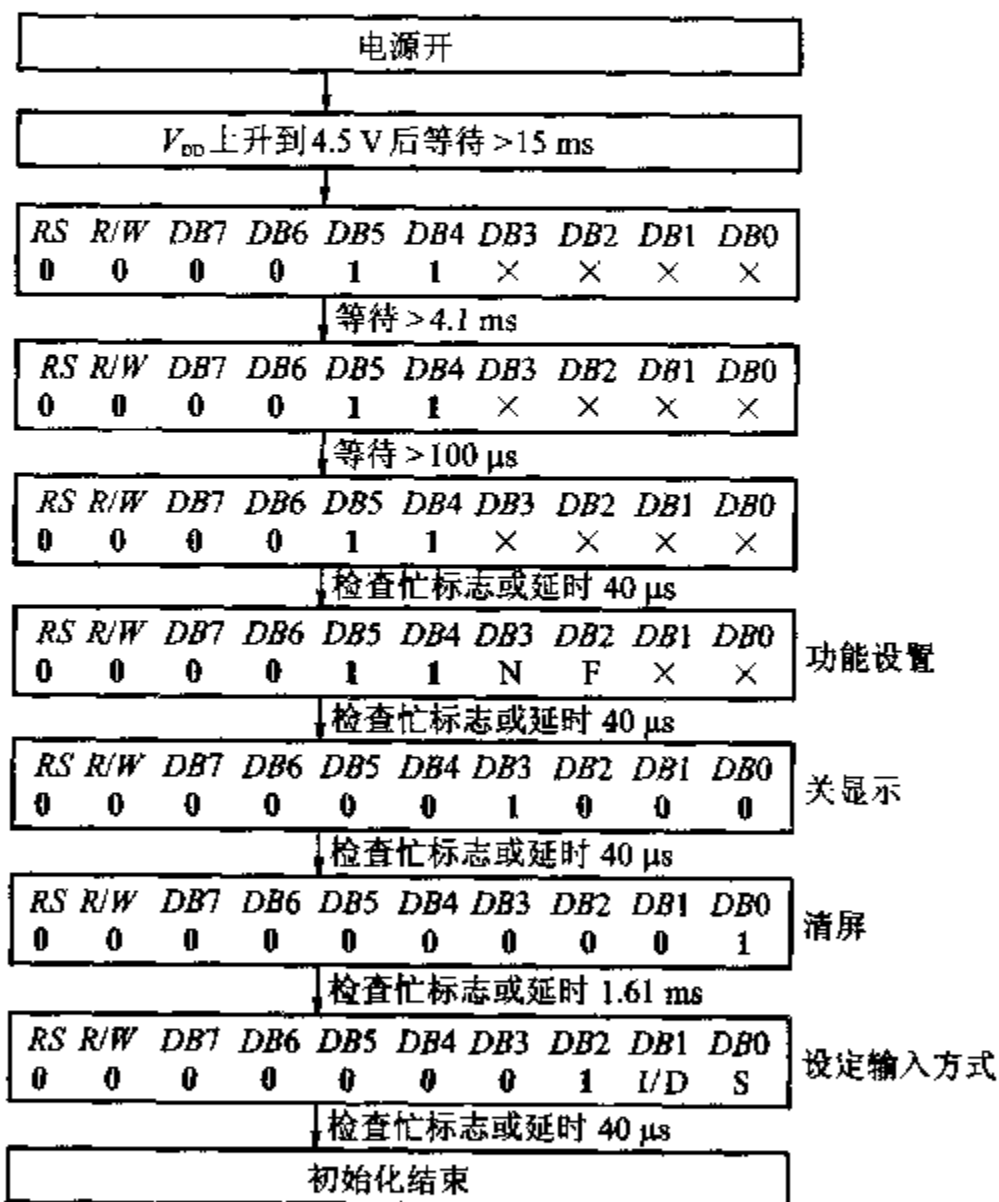 电源开
V_DD上升到4.5 V后等待>15 ms
RS R/W DB7 DB6 DB5 DB4 DB3 DB2 DB1 DB0
0 0 0 0 1 1 × × × ×
等待>4.1 ms
RS R/W DB7 DB6 DB5 DB4 DB3 DB2 DB1 DB0
0 0 0 0 1 1 × × × ×
等待>100 μs
RS R/W DB7 DB6 DB5 DB4 DB3 DB2 DB1 DB0
0 0 0 0 1 1 × × × ×
检查忙标志或延时 40 μs
RS R/W DB7 DB6 DB5 DB4 DB3 DB2 DB1 DB0
0 0 0 0 1 1 N F × ×
功能设置
检查忙标志或延时 40 μs
RS R/W DB7 DB6 DB5 DB4 DB3 DB2 DB1 DB0
0 0 0 0 0 0 1 0 0 0
关显示
检查忙标志或延时 40 μs
RS R/W DB7 DB6 DB5 DB4 DB3 DB2 DB1 DB0
0 0 0 0 0 0 0 0 0 1
清屏
检查忙标志或延时 1.61 ms
RS R/W DB7 DB6 DB5 DB4 DB3 DB2 DB1 DB0
0 0 0 0 0 0 0 1 I/D S
设定输入方式
检查忙标志或延时 40 μs
初始化结束